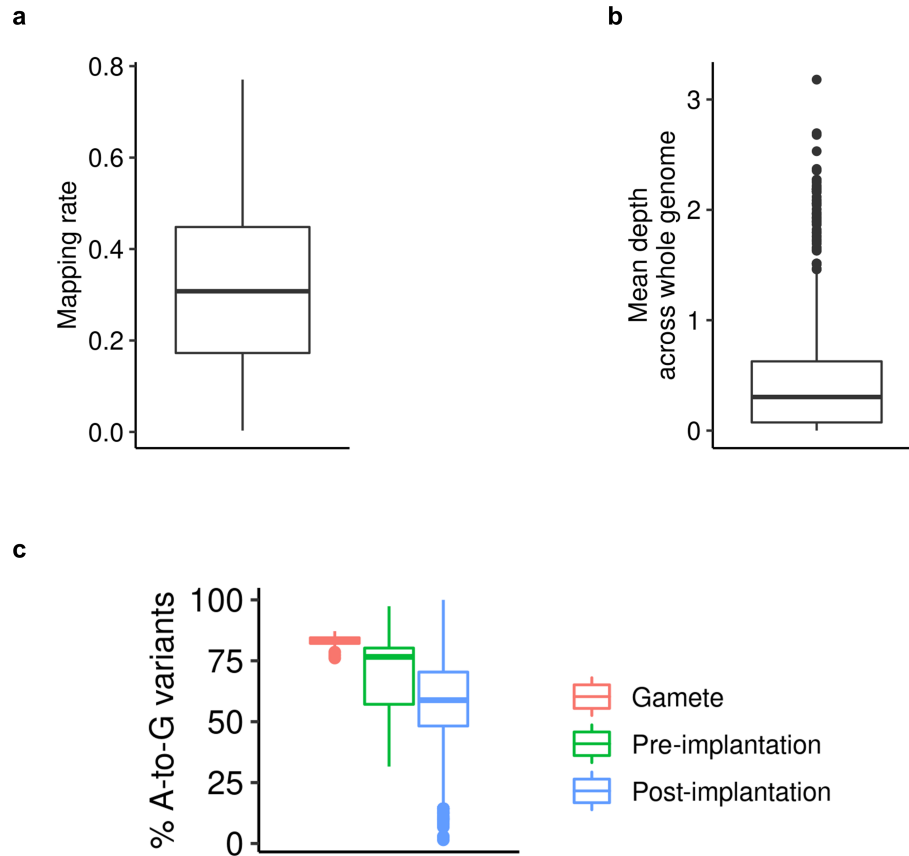 a
Mapping rate
0.8
0.6
0.4
0.2
0.0
b
Mean depth
across whole genome
3
2
1
0
c
% A-to-G variants
100
75
50
25
0
Gamete
Pre-implantation
Post-implantation